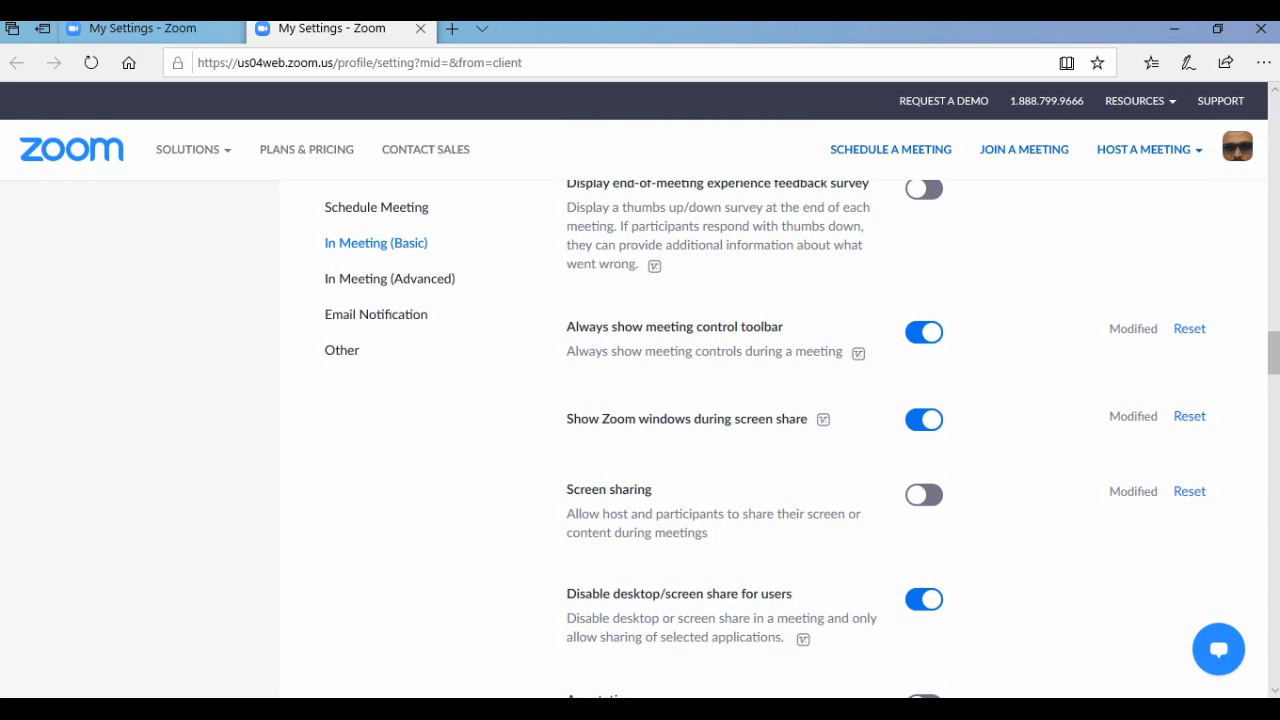 My Settings - Zoom
My Settings - Zoom
https://us04web.zoom.us/profile/setting?mid=&from=client
REQUEST A DEMO 1.888.799.9666 RESOURCES SUPPORT
zoom SOLUTIONS PLANS & PRICING CONTACT SALES SCHEDULE A MEETING JOIN A MEETING HOST A MEETING
Schedule Meeting
In Meeting (Basic)
In Meeting (Advanced)
Email Notification
Other
Display end-of-meeting experience feedback survey
Display a thumbs up/down survey at the end of each
meeting. If participants respond with thumbs down,
they can provide additional information about what
went wrong.
Always show meeting control toolbar
Always show meeting controls during a meeting
Modified Reset
Show Zoom windows during screen share
Modified Reset
Screen sharing
Allow host and participants to share their screen or
content during meetings
Modified Reset
Disable desktop/screen share for users
Disable desktop or screen share in a meeting and only
allow sharing of selected applications.